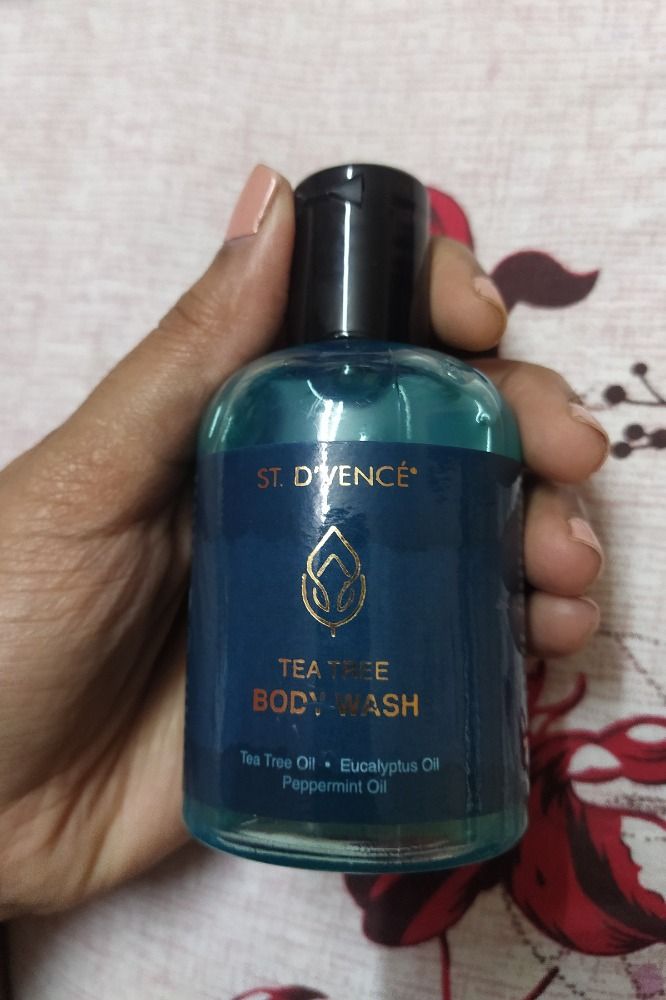 ST. D'VENCÉ
TEA TREE
BODY WASH
Tea Tree Oil • Eucalyptus Oil
Peppermint Oil